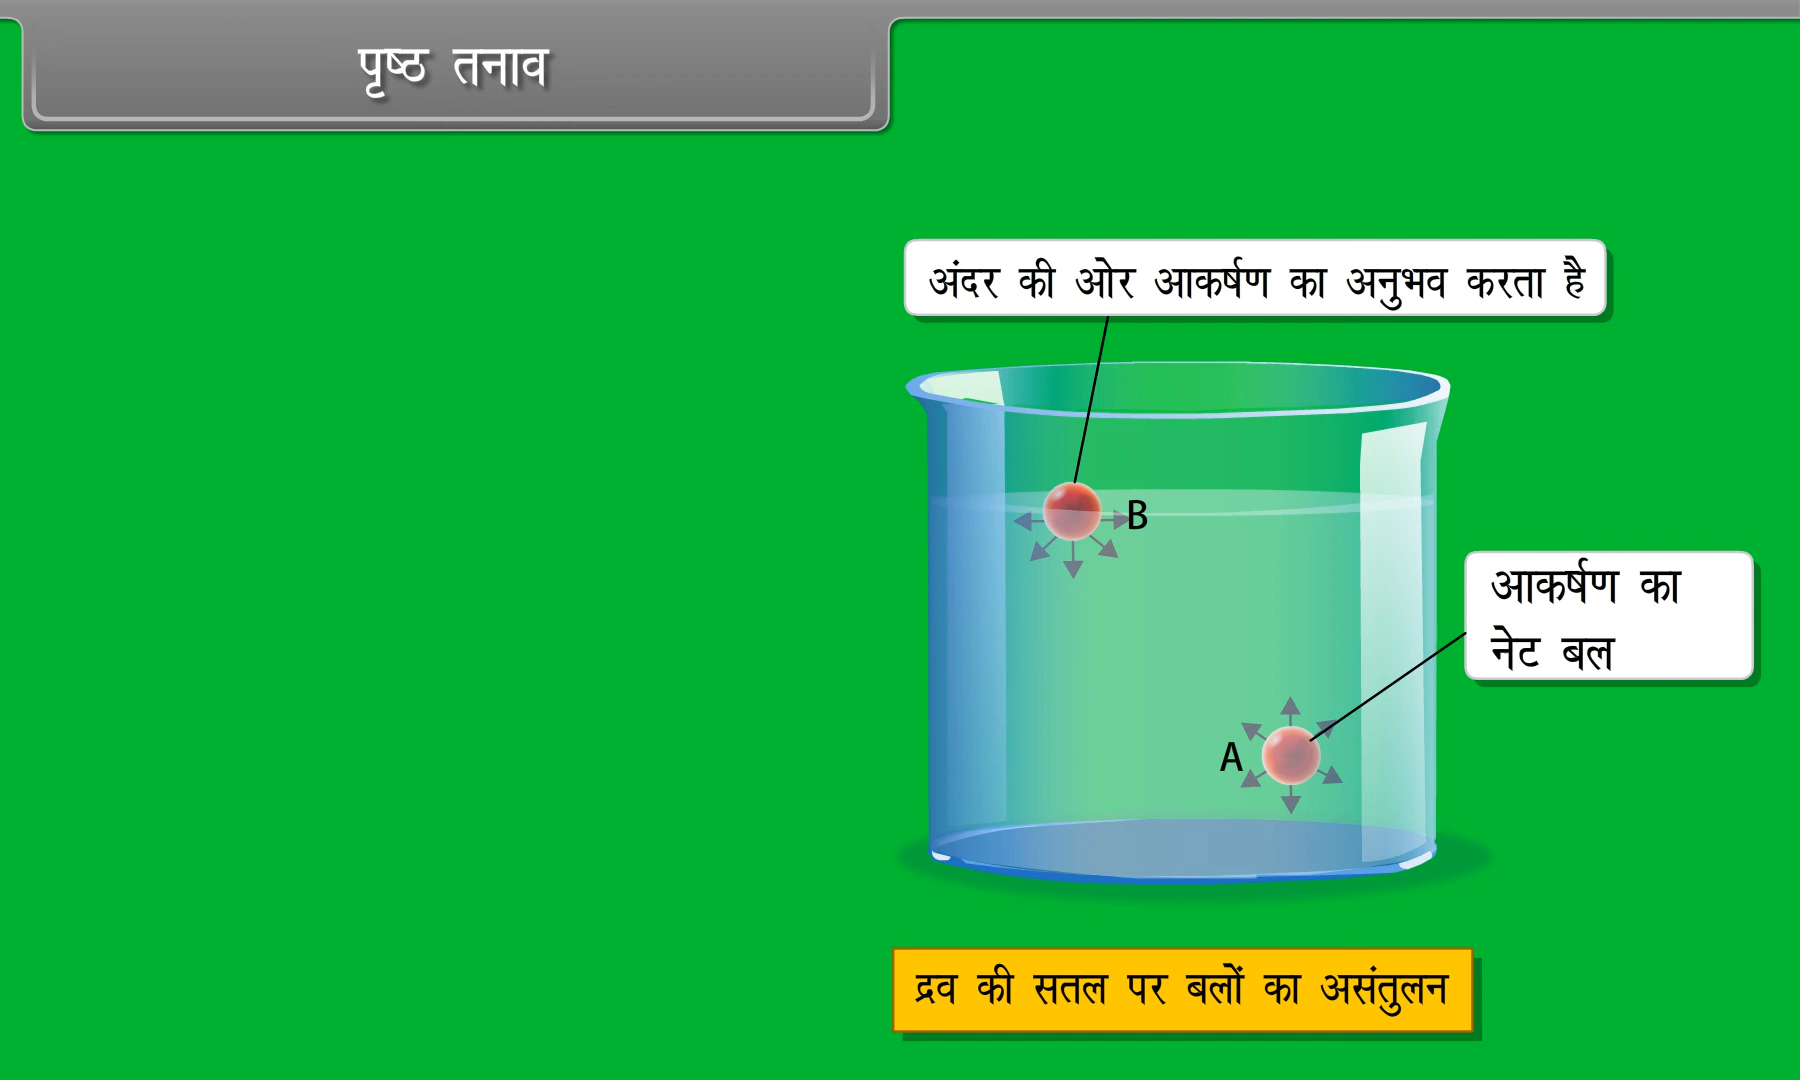 पृष्ठ तनाव
अंदर की ओर आकर्षण का अनुभव करता है
B
आकर्षण का
नेट बल
A
द्रव की सतल पर बलों का असंतुलन